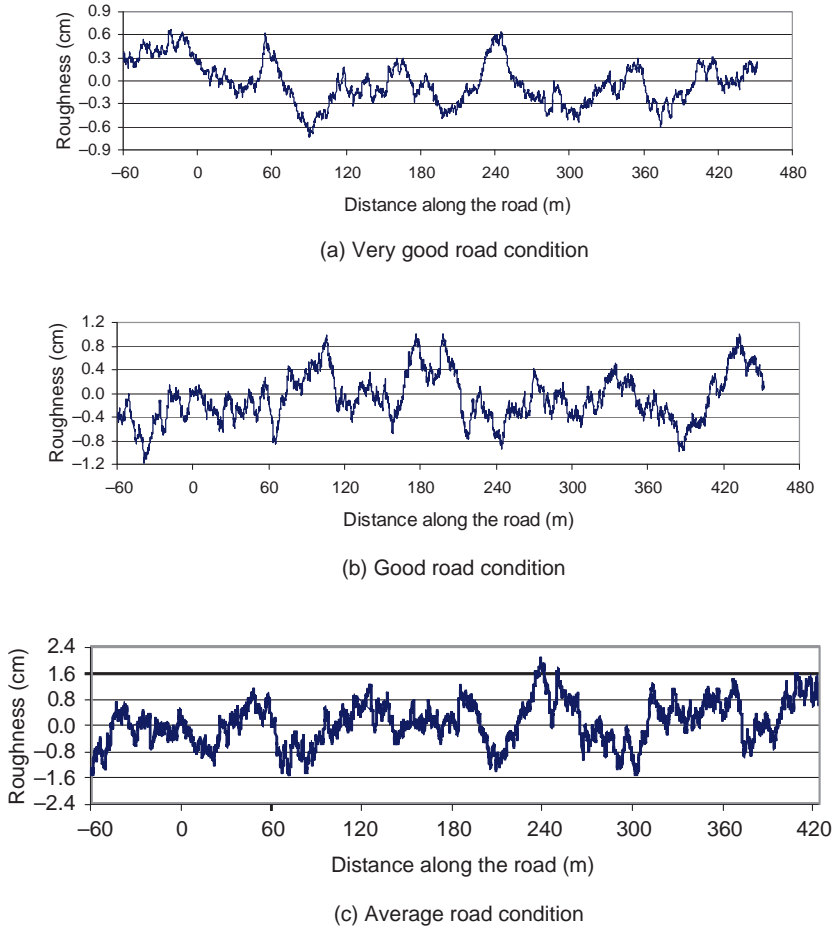 Roughness (cm)
0.9
0.6
0.3
0.0
–0.3
–0.6
–0.9
–60 0 60 120 180 240 300 360 420 480
Distance along the road (m)
(a) Very good road condition
Roughness (cm)
1.2
0.8
0.4
0.0
–0.4
–0.8
–1.2
–60 0 60 120 180 240 300 360 420 480
Distance along the road (m)
(b) Good road condition
Roughness (cm)
2.4
1.6
0.8
0.0
–0.8
–1.6
–2.4
–60 0 60 120 180 240 300 360 420
Distance along the road (m)
(c) Average road condition